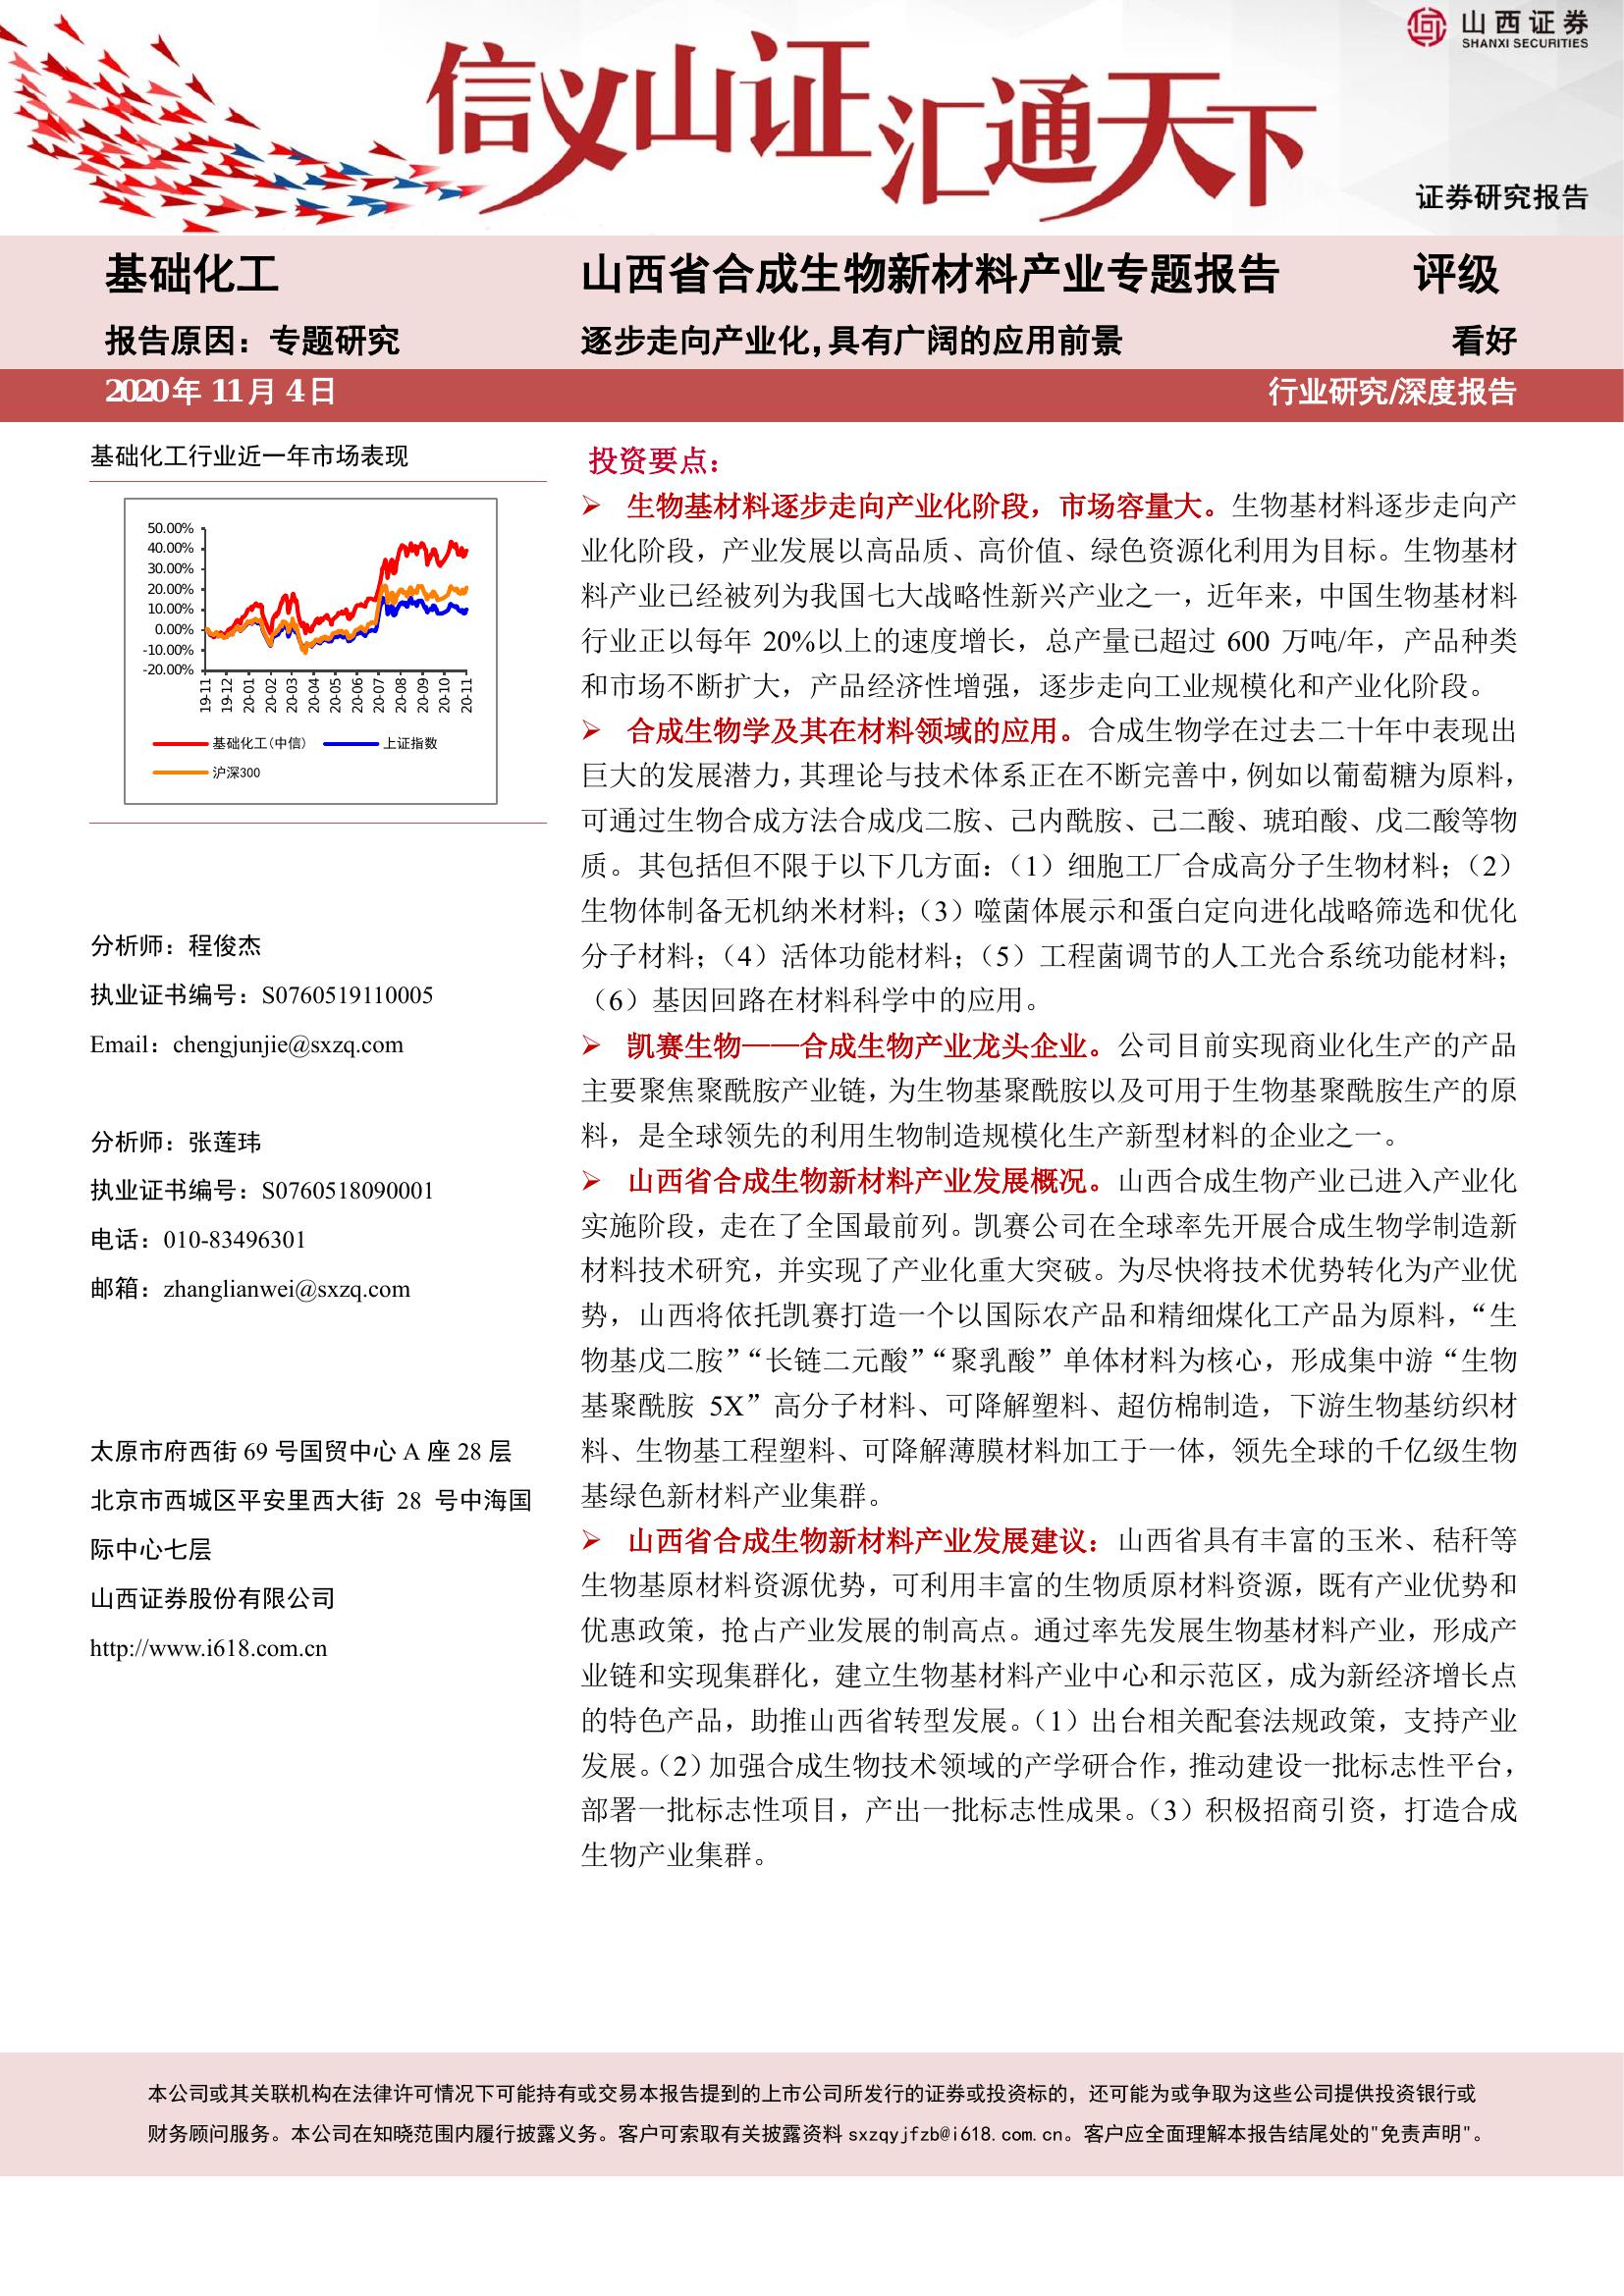 山西证券
SHANXI SECURITIES
信义山证汇通天下
证券研究报告
基础化工
山西省合成生物新材料产业专题报告
评级
报告原因：专题研究
逐步走向产业化,具有广阔的应用前景
看好
2020年 11月 4日
行业研究/深度报告
基础化工行业近一年市场表现
50.00%
40.00%
30.00%
20.00%
10.00%
0.00%
-10.00%
-20.00%
19-11
19-12
20-01
20-02
20-03
20-04
20-05
20-06
20-07
20-08
20-09
20-10
20-11
基础化工(中信)
上证指数
沪深300
分析师：程俊杰
执业证书编号：S0760519110005
Email：chengjunjie@sxzq.com
分析师：张莲玮
执业证书编号：S0760518090001
电话：010-83496301
邮箱：zhanglianwei@sxzq.com
太原市府西街 69 号国贸中心 A 座 28 层
北京市西城区平安里西大街 28 号中海国
际中心七层
山西证券股份有限公司
http://www.i618.com.cn
投资要点：
➢ 生物基材料逐步走向产业化阶段，市场容量大。生物基材料逐步走向产
业化阶段，产业发展以高品质、高价值、绿色资源化利用为目标。生物基材
料产业已经被列为我国七大战略性新兴产业之一，近年来，中国生物基材料
行业正以每年 20%以上的速度增长，总产量已超过 600 万吨/年，产品种类
和市场不断扩大，产品经济性增强，逐步走向工业规模化和产业化阶段。
➢ 合成生物学及其在材料领域的应用。合成生物学在过去二十年中表现出
巨大的发展潜力，其理论与技术体系正在不断完善中，例如以葡萄糖为原料，
可通过生物合成方法合成戊二胺、己内酰胺、己二酸、琥珀酸、戊二酸等物
质。其包括但不限于以下几方面：（1）细胞工厂合成高分子生物材料；（2）
生物体制备无机纳米材料；（3）噬菌体展示和蛋白定向进化战略筛选和优化
分子材料；（4）活体功能材料；（5）工程菌调节的人工光合系统功能材料；
（6）基因回路在材料科学中的应用。
➢ 凯赛生物——合成生物产业龙头企业。公司目前实现商业化生产的产品
主要聚焦聚酰胺产业链，为生物基聚酰胺以及可用于生物基聚酰胺生产的原
料，是全球领先的利用生物制造规模化生产新型材料的企业之一。
➢ 山西省合成生物新材料产业发展概况。山西合成生物产业已进入产业化
实施阶段，走在了全国最前列。凯赛公司在全球率先开展合成生物学制造新
材料技术研究，并实现了产业化重大突破。为尽快将技术优势转化为产业优
势，山西将依托凯赛打造一个以国际农产品和精细煤化工产品为原料，“生
物基戊二胺”“长链二元酸”“聚乳酸”单体材料为核心，形成集中游“生物
基聚酰胺 5X”高分子材料、可降解塑料、超仿棉制造，下游生物基纺织材
料、生物基工程塑料、可降解薄膜材料加工于一体，领先全球的千亿级生物
基绿色新材料产业集群。
➢ 山西省合成生物新材料产业发展建议：山西省具有丰富的玉米、秸秆等
生物基原材料资源优势，可利用丰富的生物质原材料资源，既有产业优势和
优惠政策，抢占产业发展的制高点。通过率先发展生物基材料产业，形成产
业链和实现集群化，建立生物基材料产业中心和示范区，成为新经济增长点
的特色产品，助推山西省转型发展。（1）出台相关配套法规政策，支持产业
发展。（2）加强合成生物技术领域的产学研合作，推动建设一批标志性平台，
部署一批标志性项目，产出一批标志性成果。（3）积极招商引资，打造合成
生物产业集群。
本公司或其关联机构在法律许可情况下可能持有或交易本报告提到的上市公司所发行的证券或投资标的，还可能为或争取为这些公司提供投资银行或
财务顾问服务。本公司在知晓范围内履行披露义务。客户可索取有关披露资料 sxzqyjfzb@i618.com.cn。客户应全面理解本报告结尾处的"免责声明"。